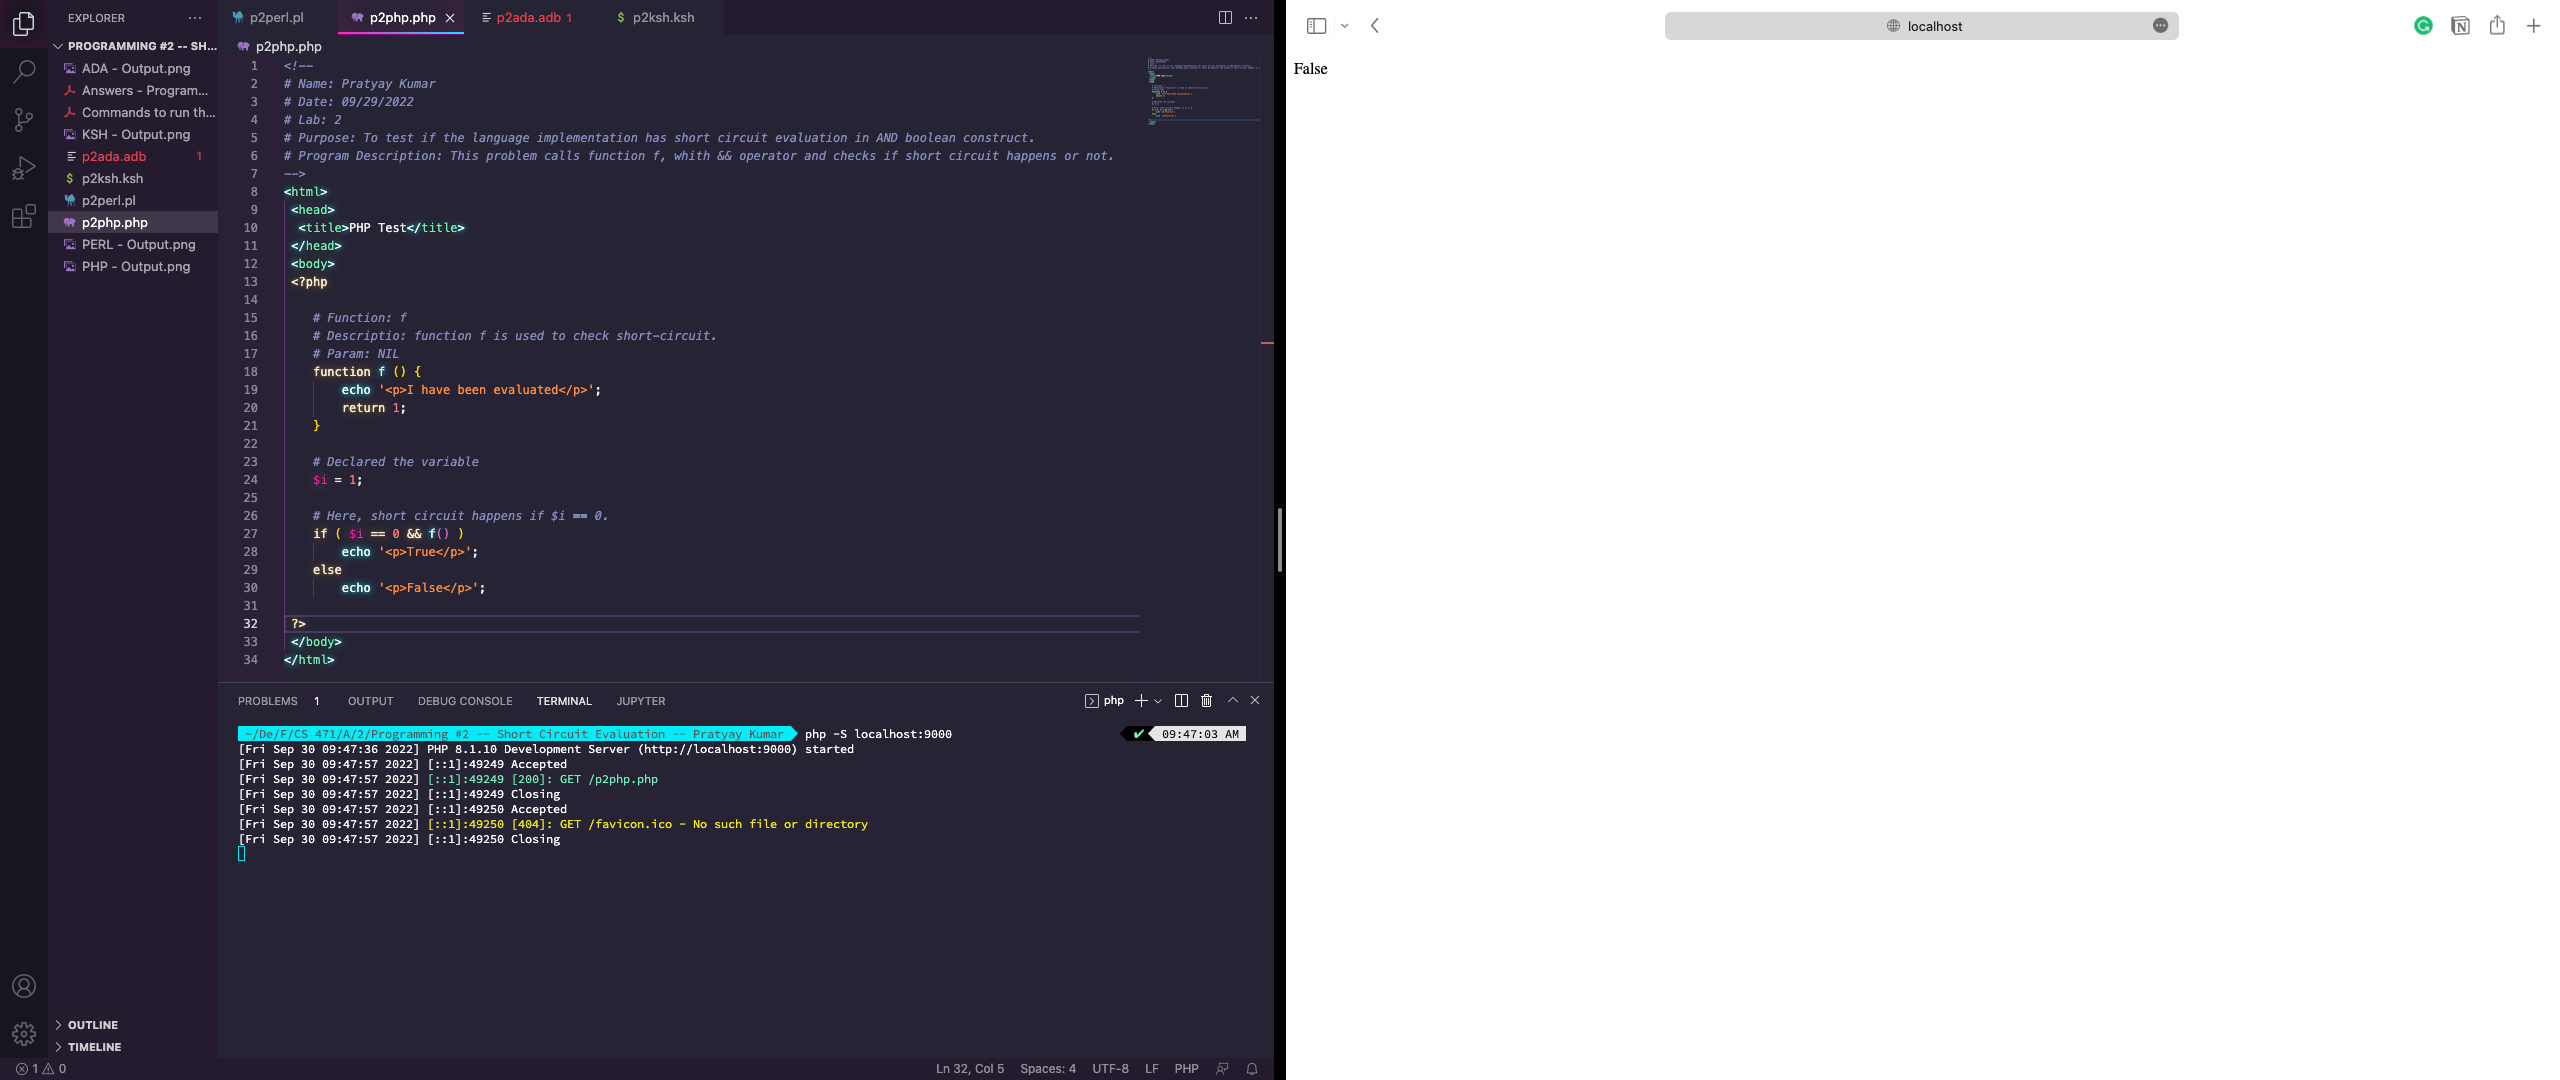 EXPLORER
PROGRAMMING #2 -- SH...
ADA - Output.png
Answers - Program...
Commands to run th...
KSH - Output.png
p2ada.adb 1
p2ksh.ksh
p2perl.pl
p2php.php
PERL - Output.png
PHP - Output.png
OUTLINE
TIMELINE
p2perl.pl p2php.php p2ada.adb 1 p2ksh.ksh
p2php.php
1 <!--
2 # Name: Pratyay Kumar
3 # Date: 09/29/2022
4 # Lab: 2
5 # Purpose: To test if the language implementation has short circuit evaluation in AND boolean construct.
6 # Program Description: This problem calls function f, whith && operator and checks if short circuit happens or not.
7 -->
8 <html>
9 <head>
10 <title>PHP Test</title>
11 </head>
12 <body>
13 <?php
14
15 # Function: f
16 # Descriptio: function f is used to check short-circuit.
17 # Param: NIL
18 function f () {
19 echo '<p>I have been evaluated</p>';
20 return 1;
21 }
22
23 # Declared the variable
24 $i = 1;
25
26 # Here, short circuit happens if $i == 0.
27 if ( $i == 0 && f() )
28 echo '<p>True</p>';
29 else
30 echo '<p>False</p>';
31
32 ?>
33 </body>
34 </html>
PROBLEMS 1 OUTPUT DEBUG CONSOLE TERMINAL JUPYTER php
~/De/F/CS 471/A/2/Programming #2 -- Short Circuit Evaluation -- Pratyay Kumar php -S localhost:9000 ✔ 09:47:03 AM
[Fri Sep 30 09:47:36 2022] PHP 8.1.10 Development Server (http://localhost:9000) started
[Fri Sep 30 09:47:57 2022] [::1]:49249 Accepted
[Fri Sep 30 09:47:57 2022] [::1]:49249 [200]: GET /p2php.php
[Fri Sep 30 09:47:57 2022] [::1]:49249 Closing
[Fri Sep 30 09:47:57 2022] [::1]:49250 Accepted
[Fri Sep 30 09:47:57 2022] [::1]:49250 [404]: GET /favicon.ico - No such file or directory
[Fri Sep 30 09:47:57 2022] [::1]:49250 Closing
1 0 Ln 32, Col 5 Spaces: 4 UTF-8 LF PHP
localhost
False